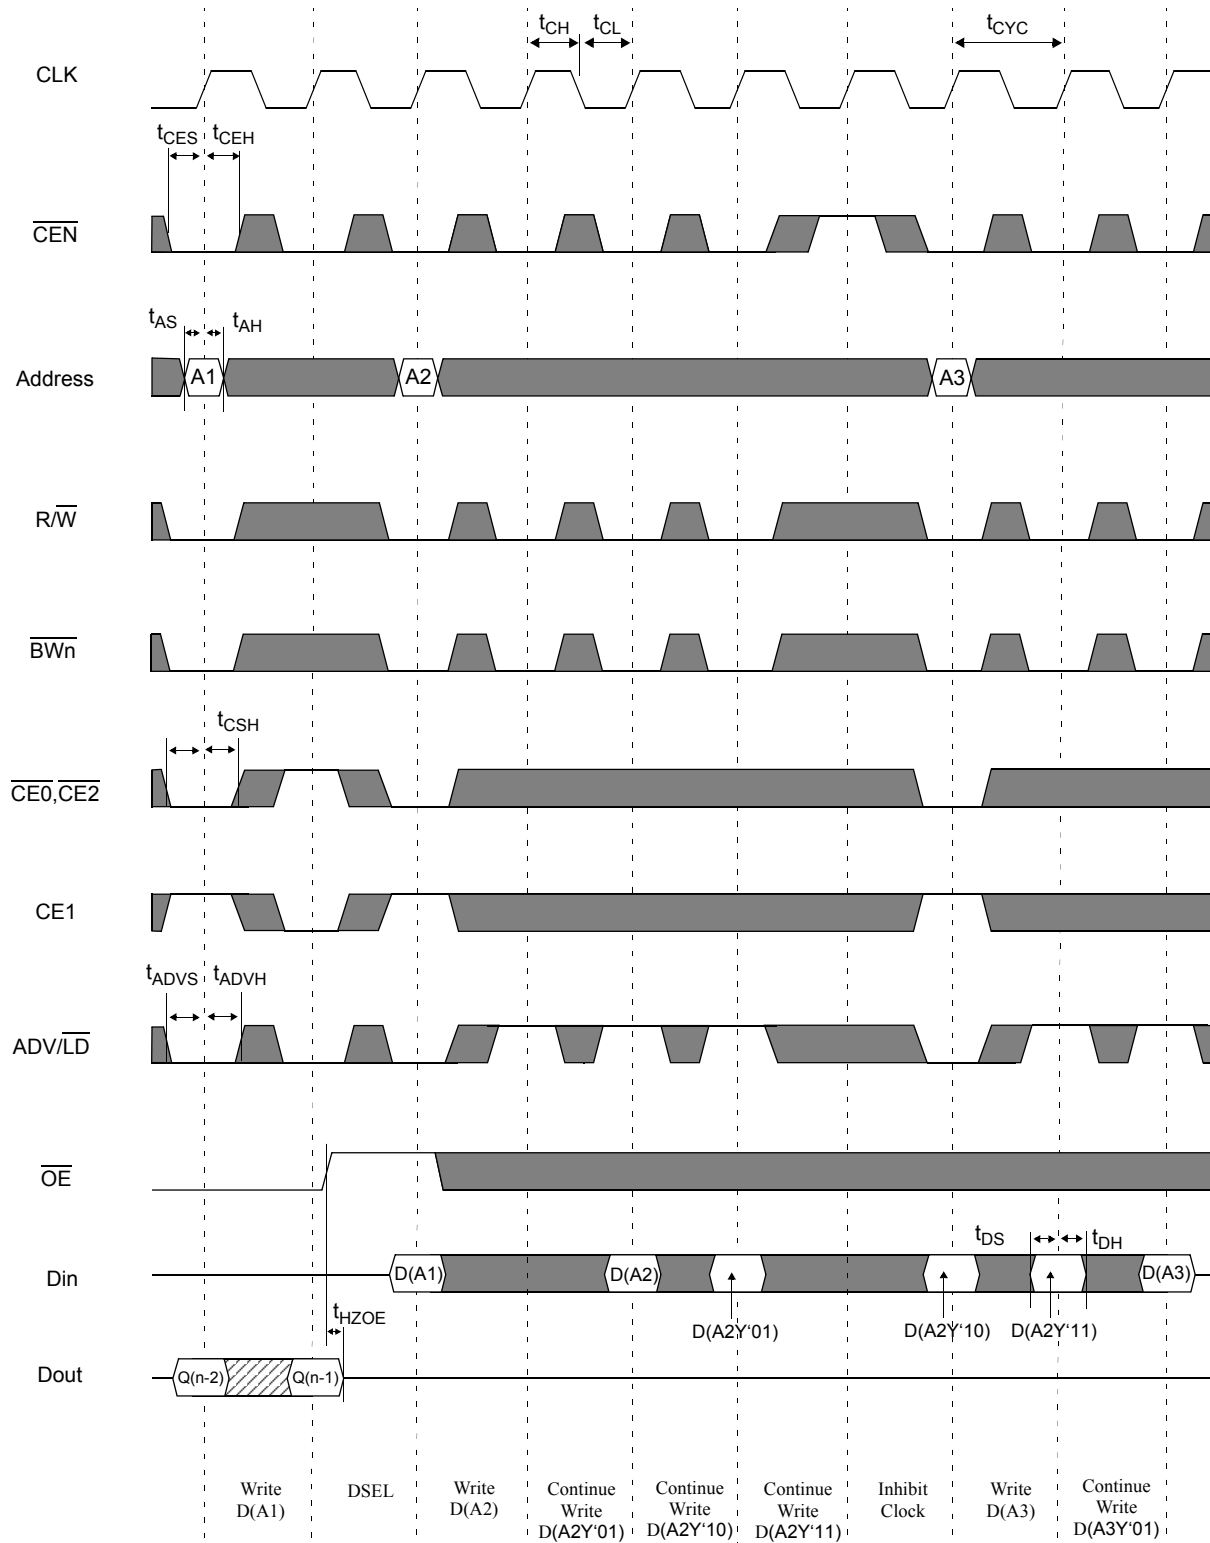 tCH tCL tCYC
CLK
tCES tCEH
CEN
tAS tAH
Address A1 A2 A3
R/W
BWn
tCSH
CE0,CE2
CE1
tADVS tADVH
ADV/LD
OE
tDS tDH
Din D(A1) D(A2) D(A3)
tHZOE D(A2Y‘01) D(A2Y‘10) D(A2Y‘11)
Dout Q(n-2) Q(n-1)
Write
D(A1)
DSEL
Write
D(A2)
Continue
Write
D(A2Y‘01)
Continue
Write
D(A2Y‘10)
Continue
Write
D(A2Y‘11)
Inhibit
Clock
Write
D(A3)
Continue
Write
D(A3Y‘01)